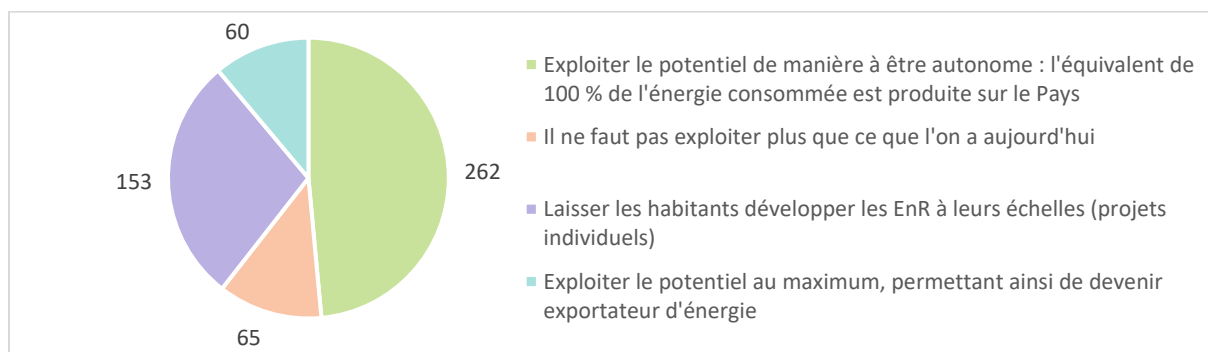 60
Exploiter le potentiel de manière à être autonome : l'équivalent de
100 % de l'énergie consommée est produite sur le Pays
Il ne faut pas exploiter plus que ce que l'on a aujourd'hui
262
153
Laisser les habitants développer les EnR à leurs échelles (projets
individuels)
Exploiter le potentiel au maximum, permettant ainsi de devenir
exportateur d'énergie
65